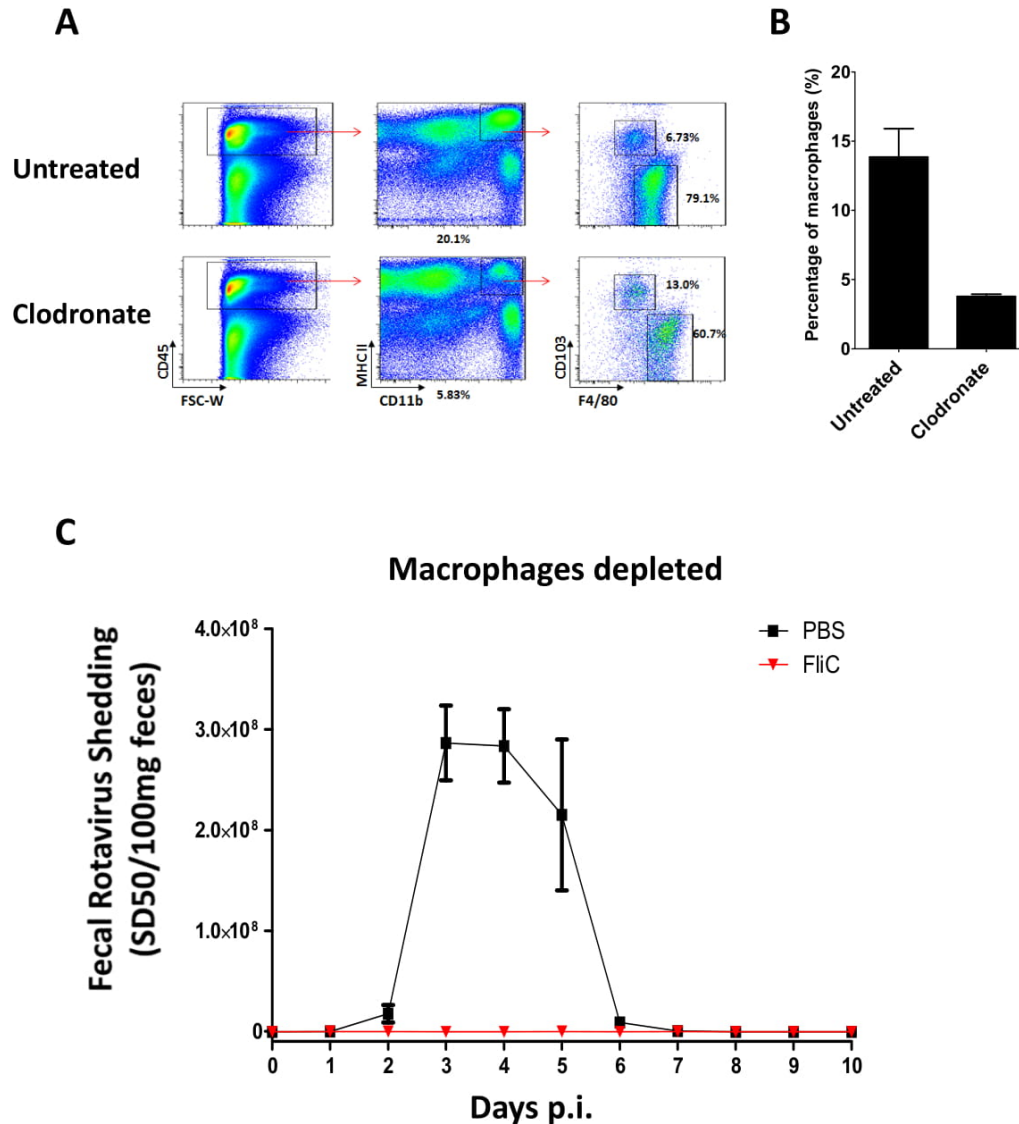 A
Untreated
6.73%
79.1%
20.1%
Clodronate
13.0%
60.7%
CD45
FSC-W
MHC II
CD11b
5.83%
CD103
F4/80
B
Percentage of macrophages (%)
20
15
10
5
0
Untreated
Clodronate
C
Macrophages depleted
PBS
FliC
Fecal Rotavirus Shedding
(SD50/100mg feces)
4.0×10⁸
3.0×10⁸
2.0×10⁸
1.0×10⁸
0
0 1 2 3 4 5 6 7 8 9 10
Days p.i.